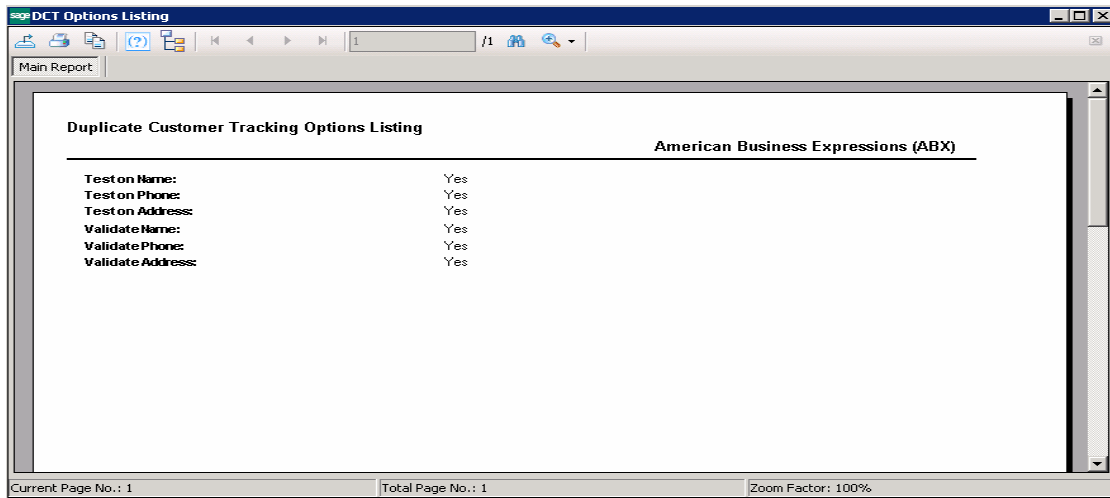 sage DCT Options Listing
1 /1
Main Report
Duplicate Customer Tracking Options Listing
American Business Expressions (ABX)
Test on Name: Yes
Test on Phone: Yes
Test on Address: Yes
Validate Name: Yes
Validate Phone: Yes
Validate Address: Yes
Current Page No.: 1 Total Page No.: 1 Zoom Factor: 100%